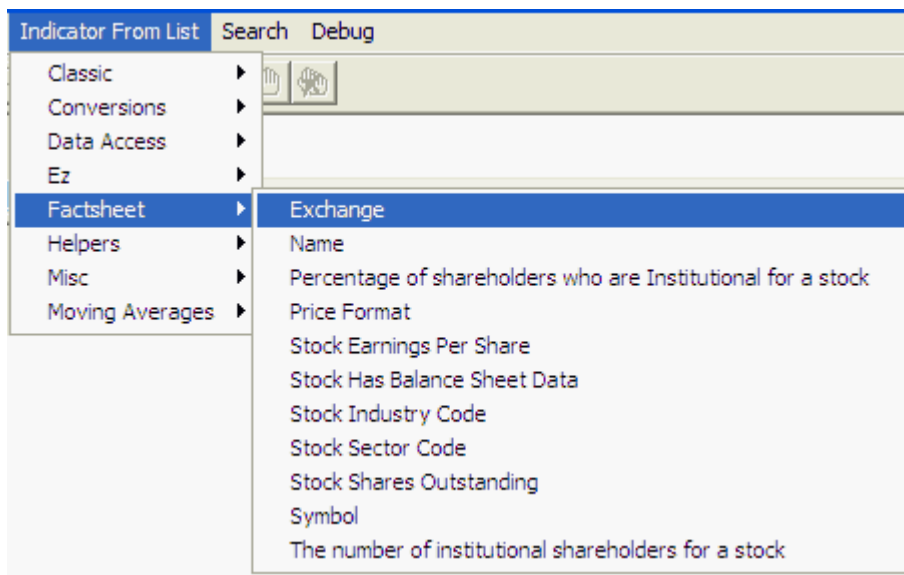 Indicator From List Search Debug
Classic
Conversions
Data Access
Ez
Factsheet
Helpers
Misc
Moving Averages
Exchange
Name
Percentage of shareholders who are Institutional for a stock
Price Format
Stock Earnings Per Share
Stock Has Balance Sheet Data
Stock Industry Code
Stock Sector Code
Stock Shares Outstanding
Symbol
The number of institutional shareholders for a stock